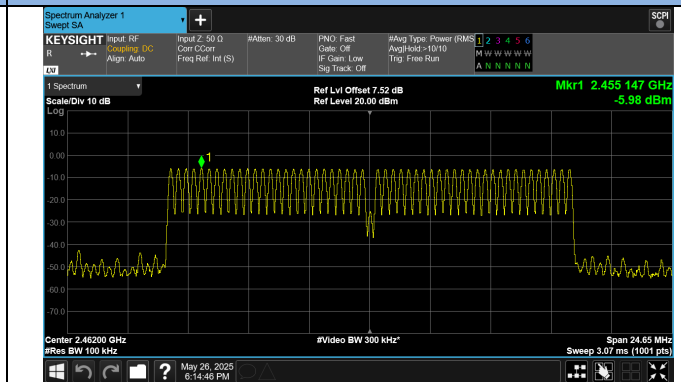 Spectrum Analyzer 1
Swept SA
SCPI
KEYSIGHT
R
LXI
Input: RF
Coupling: DC
Align: Auto
Input Z: 50 Ω
Corr CCorr
Freq Ref: Int (S)
#Atten: 30 dB
PNO: Fast
Gate: Off
IF Gain: Low
Sig Track: Off
#Avg Type: Power (RMS
Avg|Hold:>10/10
Trig: Free Run
1 2 3 4 5 6
M W W W W W
A N N N N N
1 Spectrum
Scale/Div 10 dB
Log
Ref Lvl Offset 7.52 dB
Ref Level 20.00 dBm
Mkr1 2.455 147 GHz
-5.98 dBm
1
10.0
0.00
-10.0
-20.0
-30.0
-40.0
-50.0
-60.0
-70.0
Center 2.46200 GHz
#Res BW 100 kHz
#Video BW 300 kHz*
Span 24.65 MHz
Sweep 3.07 ms (1001 pts)
?
May 26, 2025
6:14:46 PM